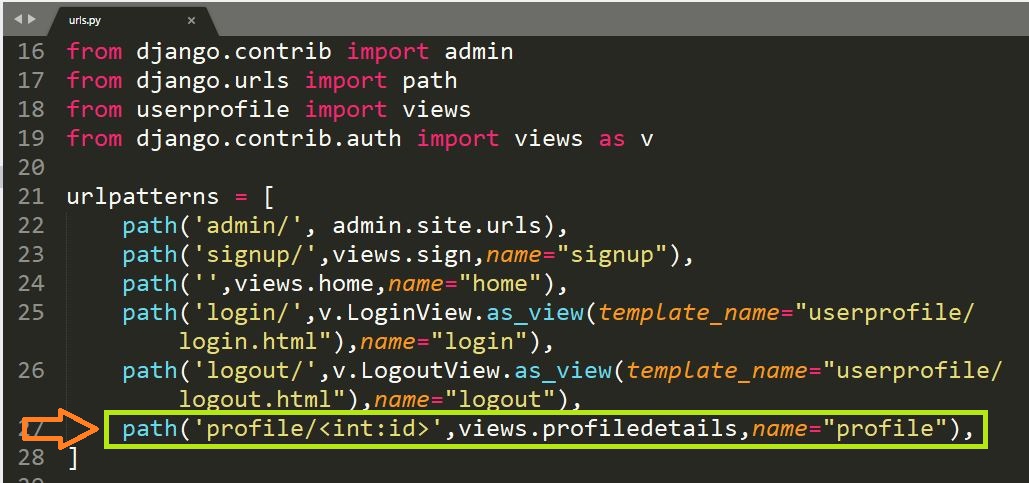 urls.py
16 from django.contrib import admin
17 from django.urls import path
18 from userprofile import views
19 from django.contrib.auth import views as v
20
21 urlpatterns = [
22     path('admin/', admin.site.urls),
23     path('signup/',views.sign,name="signup"),
24     path('',views.home,name="home"),
25     path('login/',v.LoginView.as_view(template_name="userprofile/
login.html"),name="login"),
26     path('logout/',v.LogoutView.as_view(template_name="userprofile/
logout.html"),name="logout"),
27     path('profile/<int:id>',views.profiledetails,name="profile"),
28 ]